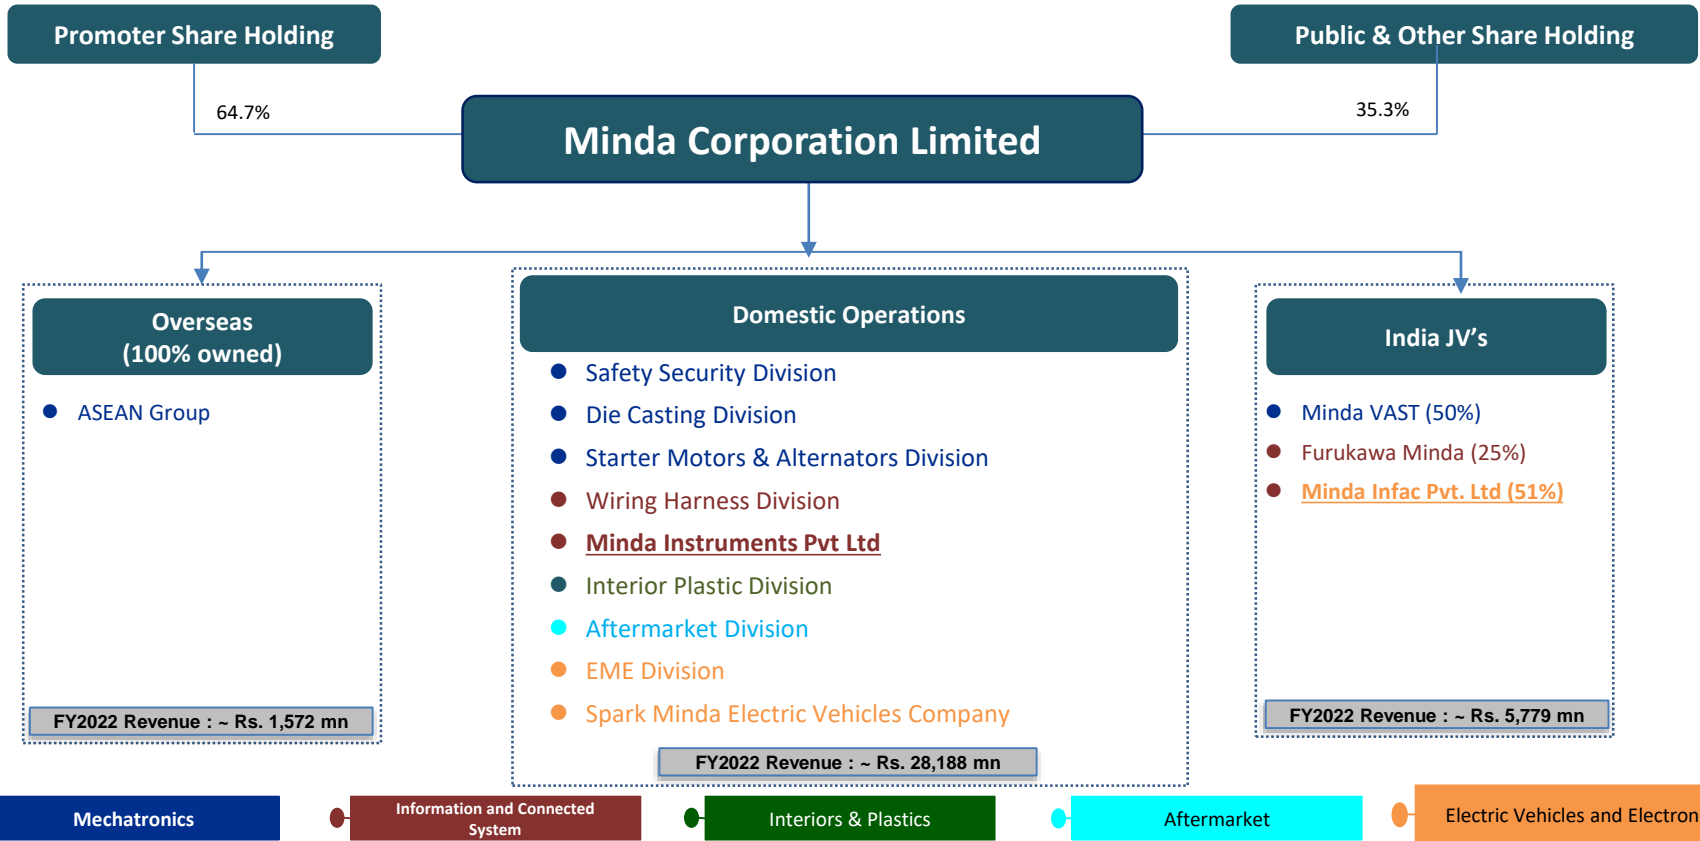 Promoter Share Holding
Public & Other Share Holding
64.7%
35.3%
Minda Corporation Limited
Overseas
(100% owned)
ASEAN Group
FY2022 Revenue : ~ Rs. 1,572 mn
Domestic Operations
Safety Security Division
Die Casting Division
Starter Motors & Alternators Division
Wiring Harness Division
Minda Instruments Pvt Ltd
Interior Plastic Division
Aftermarket Division
EME Division
Spark Minda Electric Vehicles Company
FY2022 Revenue : ~ Rs. 28,188 mn
India JV's
Minda VAST (50%)
Furukawa Minda (25%)
Minda Infac Pvt. Ltd (51%)
FY2022 Revenue : ~ Rs. 5,779 mn
Mechatronics
Information and Connected
System
Interiors & Plastics
Aftermarket
Electric Vehicles and Electron